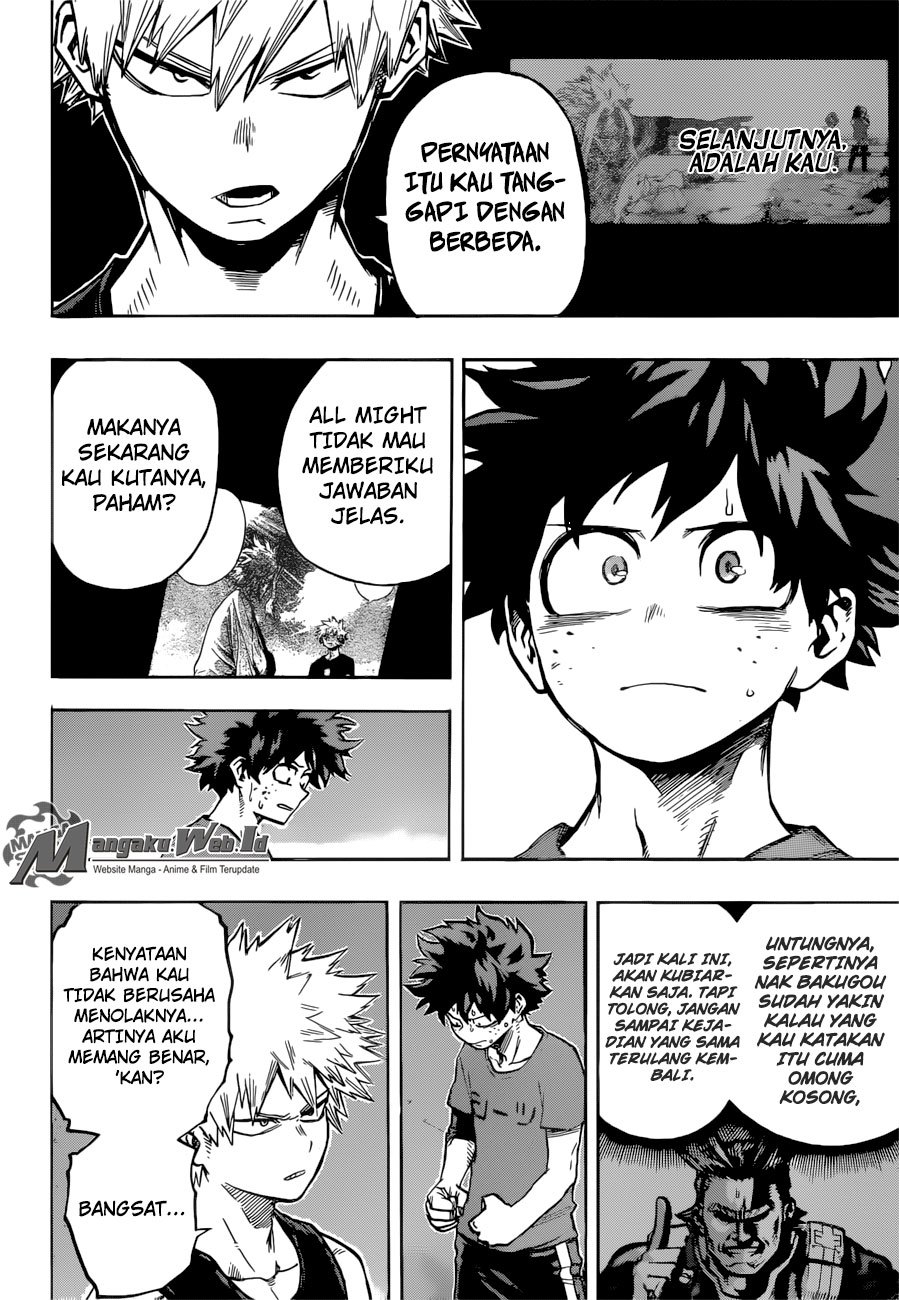 SELANJUTNYA,
ADALAH KAU.
PERNYATAAN
ITU KAU TANG-
GAPI DENGAN
BERBEDA.
ALL MIGHT
TIDAK MAU
MEMBERIKU
JAWABAN
JELAS.
MAKANYA
SEKARANG
KAU KUTANYA,
PAHAM?
Mangaku.Web.Id
Website Manga - Anime & Film Terupdate
UNTUNGNYA,
SEPERTINYA
NAK BAKUGOU
SUDAH YAKIN
KALAU YANG
KAU KATAKAN
ITU CUMA
OMONG
KOSONG,
JADI KALI INI,
AKAN KUBIAR-
KAN SAJA. TAPI
TOLONG, JANGAN
SAMPAI KEJA-
DIAN YANG SAMA
TERULANG KEM-
BALI.
KENYATAAN
BAHWA KAU
TIDAK BERUSAHA
MENOLAKNYA...
ARTINYA AKU
MEMANG BENAR,
'KAN?
BANGSAT...